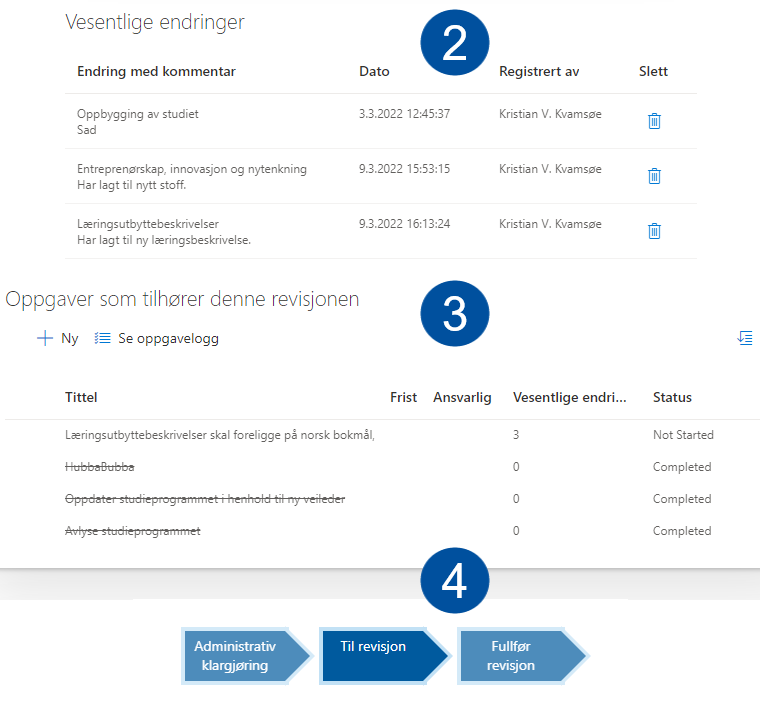 Vesentlige endringer
2
Endring med kommentar Dato Registrert av Slett
Oppbygging av studiet 3.3.2022 12:45:37 Kristian V. Kvamsøe
Sad
Entreprenørskap, innovasjon og nytenkning 9.3.2022 15:53:15 Kristian V. Kvamsøe
Har lagt til nytt stoff.
Læringsutbyttebeskrivelser 9.3.2022 16:13:24 Kristian V. Kvamsøe
Har lagt til ny læringsbeskrivelse.
Oppgaver som tilhører denne revisjonen
3
Ny Se oppgavelogg
Tittel Frist Ansvarlig Vesentlige endri... Status
Læringsutbyttebeskrivelser skal foreligge på norsk bokmål, 3 Not Started
HubbaBubba 0 Completed
Oppdater studieprogrammet i henhold til ny veileder 0 Completed
Avlyse studieprogrammet 0 Completed
4
Administrativ
klargjøring
Til revisjon
Fullfør
revisjon